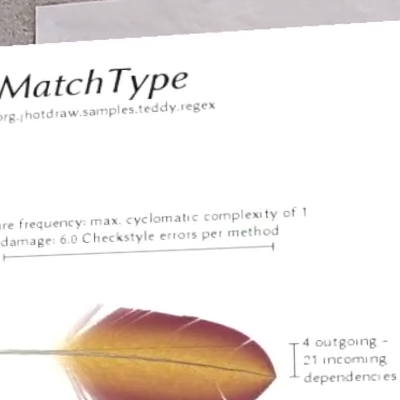 MatchType
org.jhotdraw.samples.teddy.regex
re frequency: max. cyclomatic complexity of 1
damage: 6.0 Checkstyle errors per method
4 outgoing -
21 incoming
dependencies